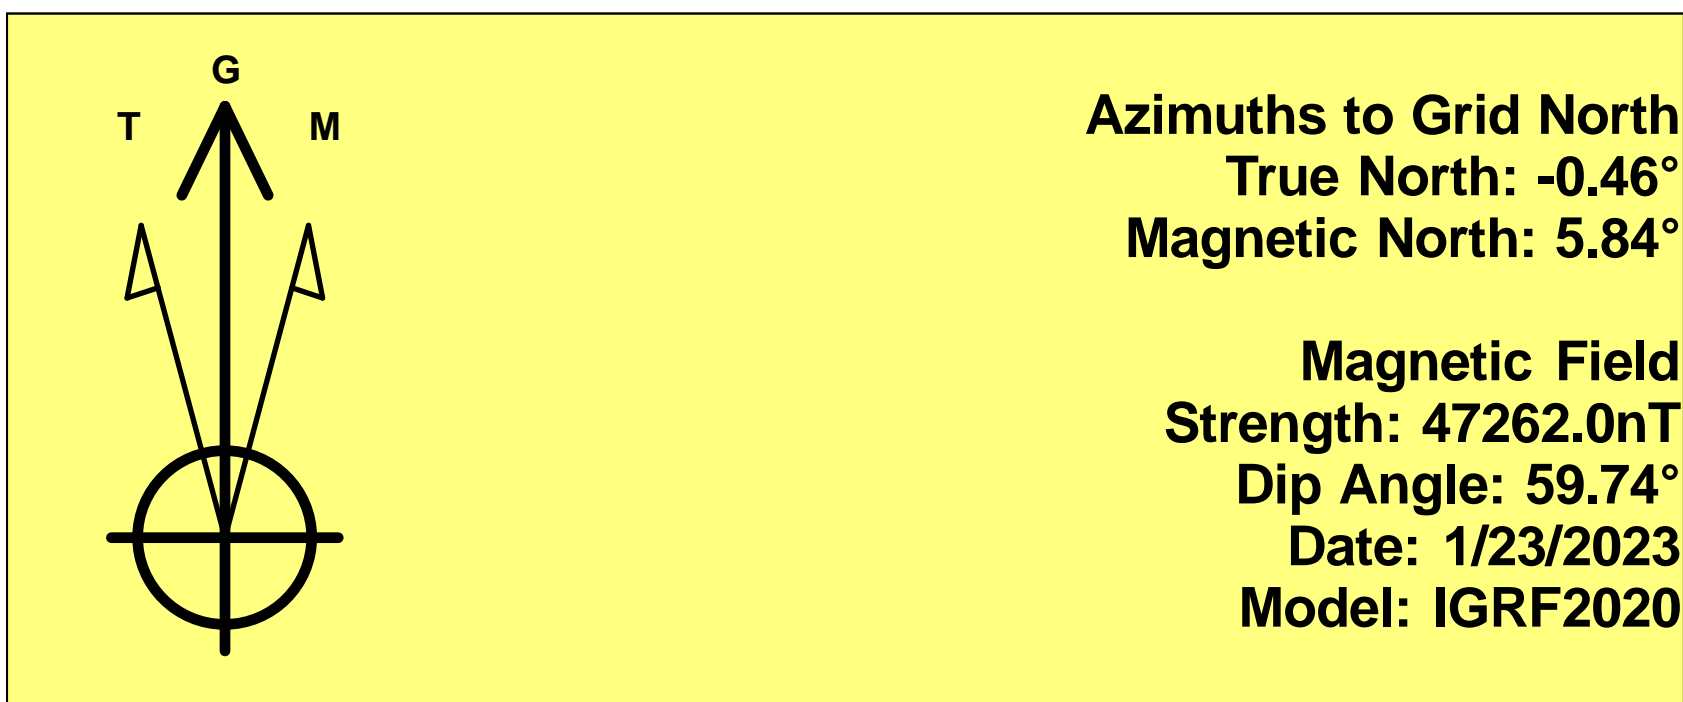 G
T M
Azimuths to Grid North
True North: -0.46°
Magnetic North: 5.84°
Magnetic Field
Strength: 47262.0nT
Dip Angle: 59.74°
Date: 1/23/2023
Model: IGRF2020